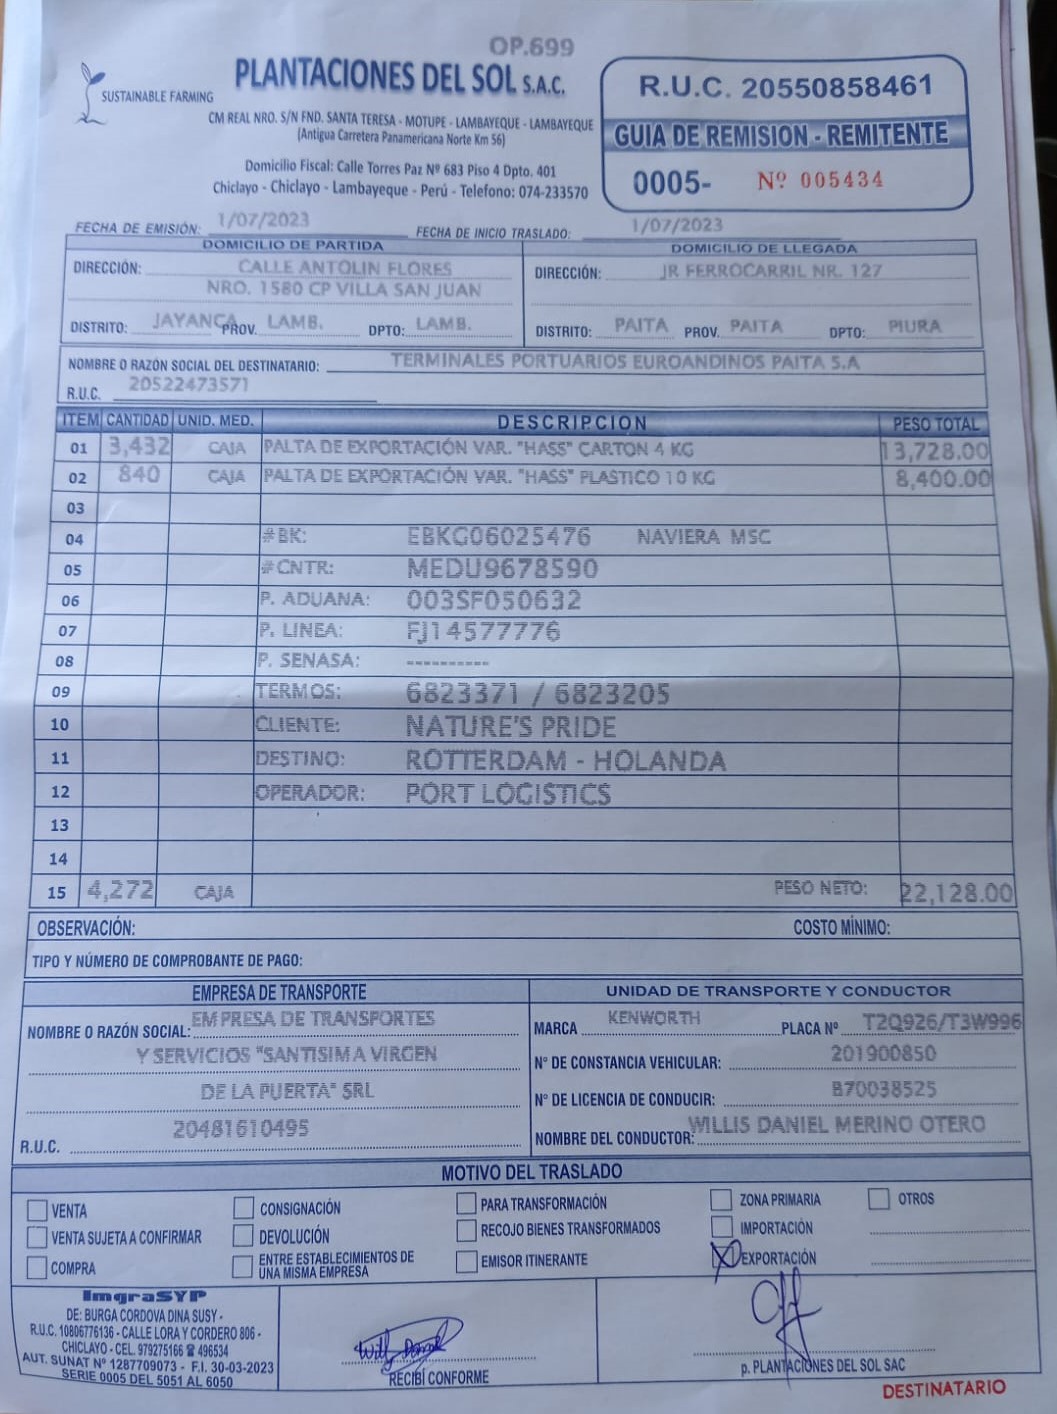 OP.699
SUSTAINABLE FARMING
PLANTACIONES DEL SOL S.A.C.
CM REAL NRO. S/N FND. SANTA TERESA - MOTUPE - LAMBAYEQUE - LAMBAYEQUE
(Antigua Carretera Panamericana Norte Km 56)
Domicilio Fiscal: Calle Torres Paz Nº 683 Piso 4 Dpto. 401
Chiclayo - Chiclayo - Lambayeque - Perú - Telefono: 074-233570
R.U.C. 20550858461
GUIA DE REMISION - REMITENTE
0005- Nº 005434
FECHA DE EMISIÓN: 1/07/2023 FECHA DE INICIO TRASLADO: 1/07/2023
DOMICILIO DE PARTIDA
DIRECCIÓN: CALLE ANTOLIN FLORES
NRO. 1580 CP VILLA SAN JUAN
DISTRITO: JAYANCA PROV. LAMB. DPTO: LAMB.
DOMICILIO DE LLEGADA
DIRECCIÓN: JR FERROCARRIL NR. 127
DISTRITO: PAITA PROV. PAITA DPTO: PIURA
NOMBRE O RAZÓN SOCIAL DEL DESTINATARIO: TERMINALES PORTUARIOS EUROANDINOS PAITA S.A
R.U.C. 20522473571
ITEM CANTIDAD UNID. MED. DESCRIPCION PESO TOTAL
01 3,432 CAJA PALTA DE EXPORTACIÓN VAR. "HASS" CARTON 4 KG 13,728.00
02 840 CAJA PALTA DE EXPORTACIÓN VAR. "HASS" PLASTICO 10 KG 8,400.00
03
04 #BK: EBKG06025476 NAVIERA MSC
05 #CNTR: MEDU9678590
06 P. ADUANA: 003SF050632
07 P. LINEA: FJ14577776
08 P. SENASA: ----------
09 TERMOS: 6823371 / 6823205
10 CLIENTE: NATURE'S PRIDE
11 DESTINO: ROTTERDAM - HOLANDA
12 OPERADOR: PORT LOGISTICS
13
14
15 4,272 CAJA PESO NETO: 22,128.00
OBSERVACIÓN: COSTO MÍNIMO:
TIPO Y NÚMERO DE COMPROBANTE DE PAGO:
EMPRESA DE TRANSPORTE
NOMBRE O RAZÓN SOCIAL: EMPRESA DE TRANSPORTES
Y SERVICIOS "SANTISIMA VIRGEN
DE LA PUERTA" SRL
R.U.C. 20481610495
UNIDAD DE TRANSPORTE Y CONDUCTOR
MARCA KENWORTH PLACA Nº T2Q926/T3W996
Nº DE CONSTANCIA VEHICULAR: 201900850
Nº DE LICENCIA DE CONDUCIR: B70038525
NOMBRE DEL CONDUCTOR: WILLIS DANIEL MERINO OTERO
MOTIVO DEL TRASLADO
VENTA CONSIGNACIÓN PARA TRANSFORMACIÓN ZONA PRIMARIA OTROS
VENTA SUJETA A CONFIRMAR DEVOLUCIÓN RECOJO BIENES TRANSFORMADOS IMPORTACIÓN
COMPRA ENTRE ESTABLECIMIENTOS DE UNA MISMA EMPRESA EMISOR ITINERANTE X EXPORTACIÓN
ImgraSYP
DE: BURGA CORDOVA DINA SUSY -
R.U.C. 10806776136 - CALLE LORA Y CORDERO 806 -
CHICLAYO - CEL. 979275166 ☎ 496534
AUT. SUNAT Nº 1287709073 - F.I. 30-03-2023
SERIE 0005 DEL 5051 AL 6050
RECIBÍ CONFORME
p. PLANTACIONES DEL SOL SAC
DESTINATARIO